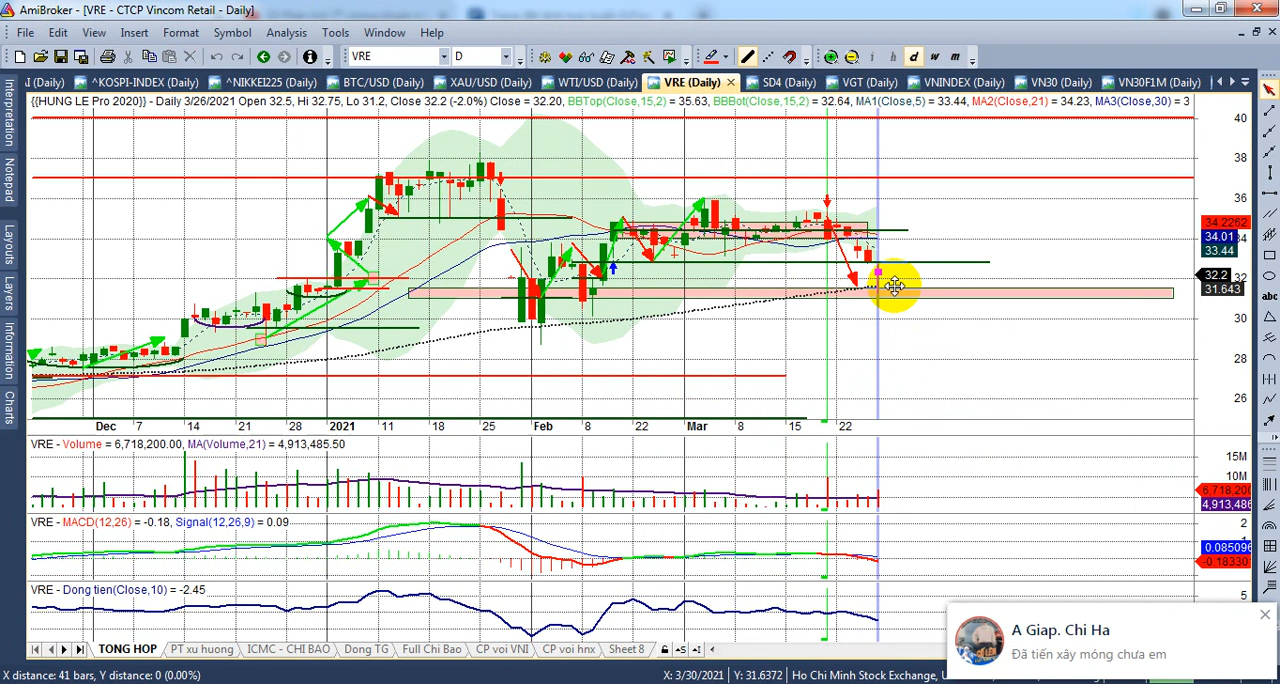 AmiBroker - [VRE - CTCP Vincom Retail - Daily]
File Edit View Insert Format Symbol Analysis Tools Window Help
VRE D
i h d w m
I (Daily) ^KOSPI-INDEX (Daily) ^NIKKEI225 (Daily) BTC/USD (Daily) XAU/USD (Daily) WTI/USD (Daily) VRE (Daily) SD4 (Daily) VGT (Daily) VNINDEX (Daily) VN30 (Daily) VN30F1M (Daily)
{{HUNG LE Pro 2020}} - Daily 3/26/2021 Open 32.5, Hi 32.75, Lo 31.2, Close 32.2 (-2.0%) Close = 32.20, BBTop(Close,15,2) = 35.63, BBBot(Close,15,2) = 32.64, MA1(Close,5) = 33.44, MA2(Close,21) = 34.23, MA3(Close,30) = 3
Interpretation
Notepad
Layouts
Layers
Information
Charts
abc
40
38
36
34.2262
34.01
34
33.44
32.2
32
31.643
30
28
26
Dec 7 14 21 28 2021 11 18 25 Feb 8 22 Mar 8 15 22
VRE - Volume = 6,718,200.00, MA(Volume,21) = 4,913,485.50
15M
10M
6,718,200
4,913,486
VRE - MACD(12,26) = -0.18, Signal(12,26,9) = 0.09
2
1
0.085096
-0.18330
VRE - Dong tien(Close,10) = -2.45
5
A Giap. Chi Ha
Đã tiến xây móng chưa em
TONG HOP PT xu huong ICMC - CHI BAO Dong TG Full Chi Bao CP voi VNI CP voi hnx Sheet 8
X distance: 41 bars, Y distance: 0 (0.00%) X: 3/30/2021 Y: 31.6372 Ho Chi Minh Stock Exchange,